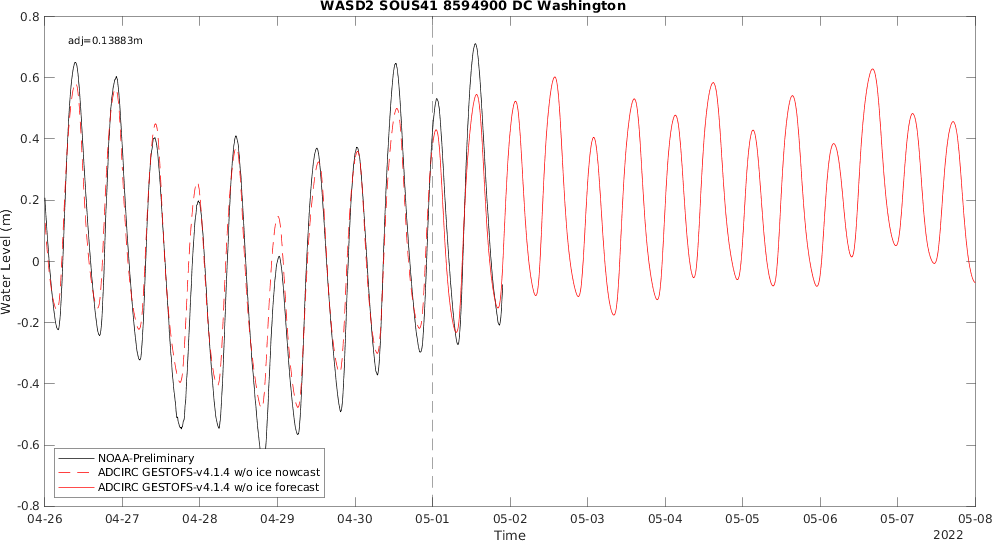 WASD2 SOUS41 8594900 DC Washington
adj=0.13883m
Water Level (m)
0.8
0.6
0.4
0.2
0
-0.2
-0.4
-0.6
-0.8
NOAA-Preliminary
ADCIRC GESTOFS-v4.1.4 w/o ice nowcast
ADCIRC GESTOFS-v4.1.4 w/o ice forecast
04-26 04-27 04-28 04-29 04-30 05-01 05-02 05-03 05-04 05-05 05-06 05-07 05-08
Time
2022